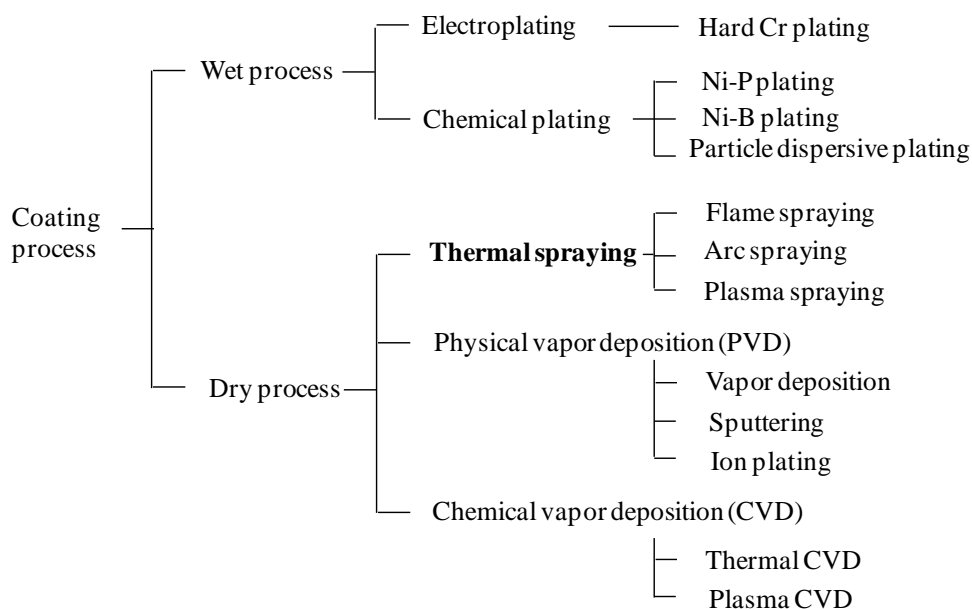 Electroplating
Hard Cr plating
Wet process
Ni-P plating
Chemical plating
Ni-B plating
Particle dispersive plating
Coating
process
Flame spraying
Thermal spraying
Arc spraying
Plasma spraying
Physical vapor deposition (PVD)
Dry process
Vapor deposition
Sputtering
Ion plating
Chemical vapor deposition (CVD)
Thermal CVD
Plasma CVD